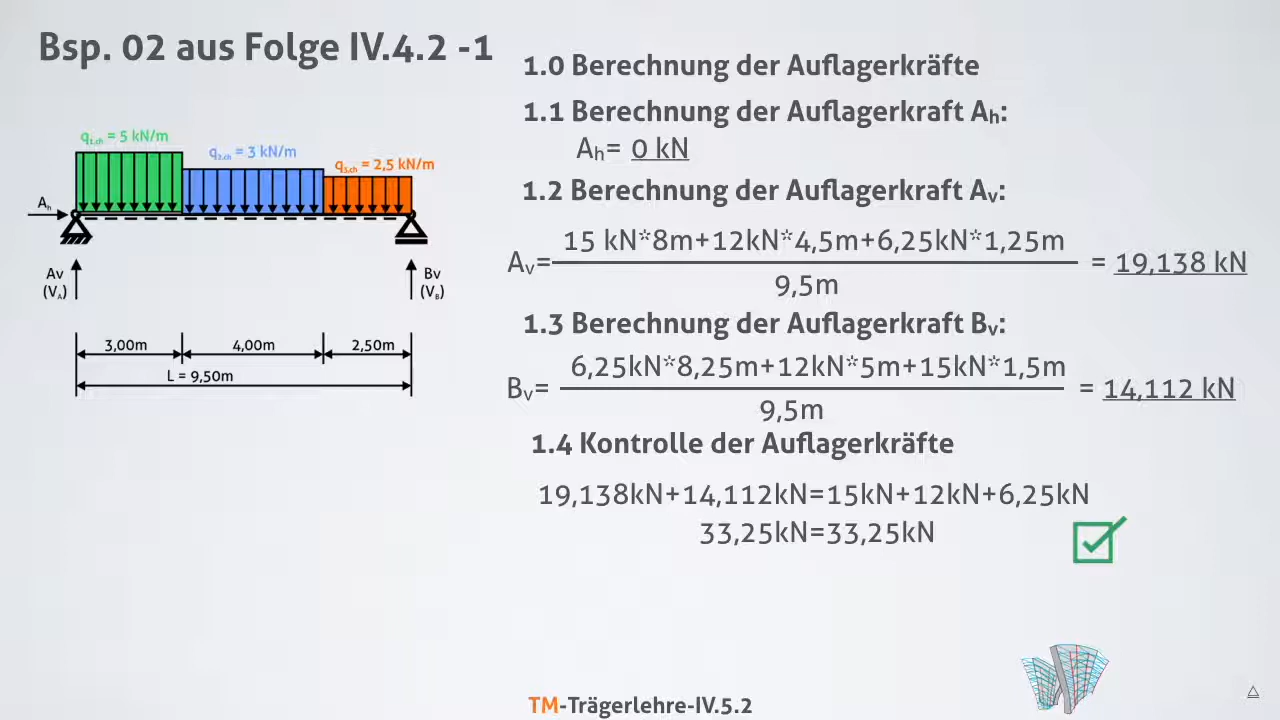 Bsp. 02 aus Folge IV.4.2 -1
q1,ch = 5 kN/m
q2,ch = 3 kN/m
q3,ch = 2,5 kN/m
Ah
Av
(VA)
Bv
(VB)
3,00m
4,00m
2,50m
L = 9,50m
1.0 Berechnung der Auflagerkräfte
1.1 Berechnung der Auflagerkraft Ah:
Ah= 0 kN
1.2 Berechnung der Auflagerkraft Av:
15 kN*8m+12kN*4,5m+6,25kN*1,25m
Av= = 19,138 kN
9,5m
1.3 Berechnung der Auflagerkraft Bv:
6,25kN*8,25m+12kN*5m+15kN*1,5m
Bv= = 14,112 kN
9,5m
1.4 Kontrolle der Auflagerkräfte
19,138kN+14,112kN=15kN+12kN+6,25kN
33,25kN=33,25kN
TM-Trägerlehre-IV.5.2